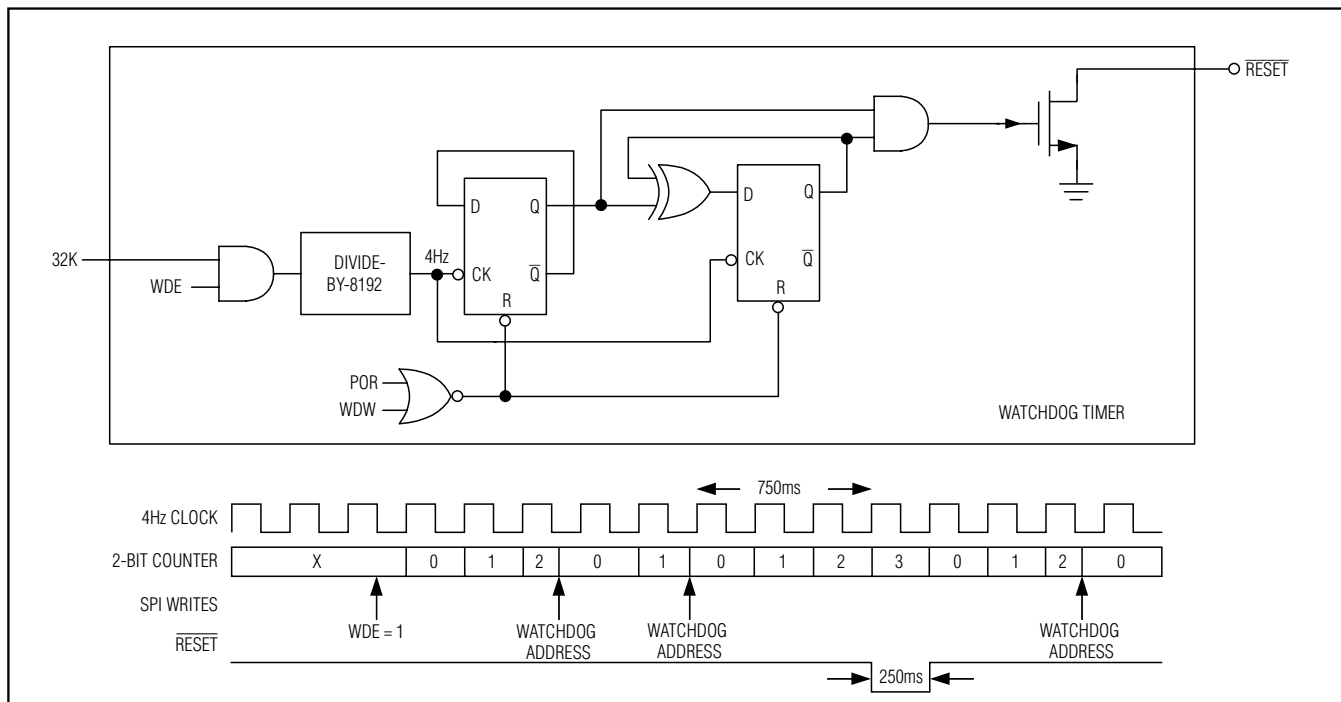 R̅E̅S̅E̅T̅
D
Q
D
Q
32K
WDE
DIVIDE-
BY-8192
4Hz
CK
Q̅
R
CK
Q̅
R
POR
WDW
WATCHDOG TIMER
750ms
4Hz CLOCK
2-BIT COUNTER X 0 1 2 0 1 0 1 2 3 0 1 2 0
SPI WRITES
WDE = 1
WATCHDOG
ADDRESS
WATCHDOG
ADDRESS
WATCHDOG
ADDRESS
R̅E̅S̅E̅T̅
250ms